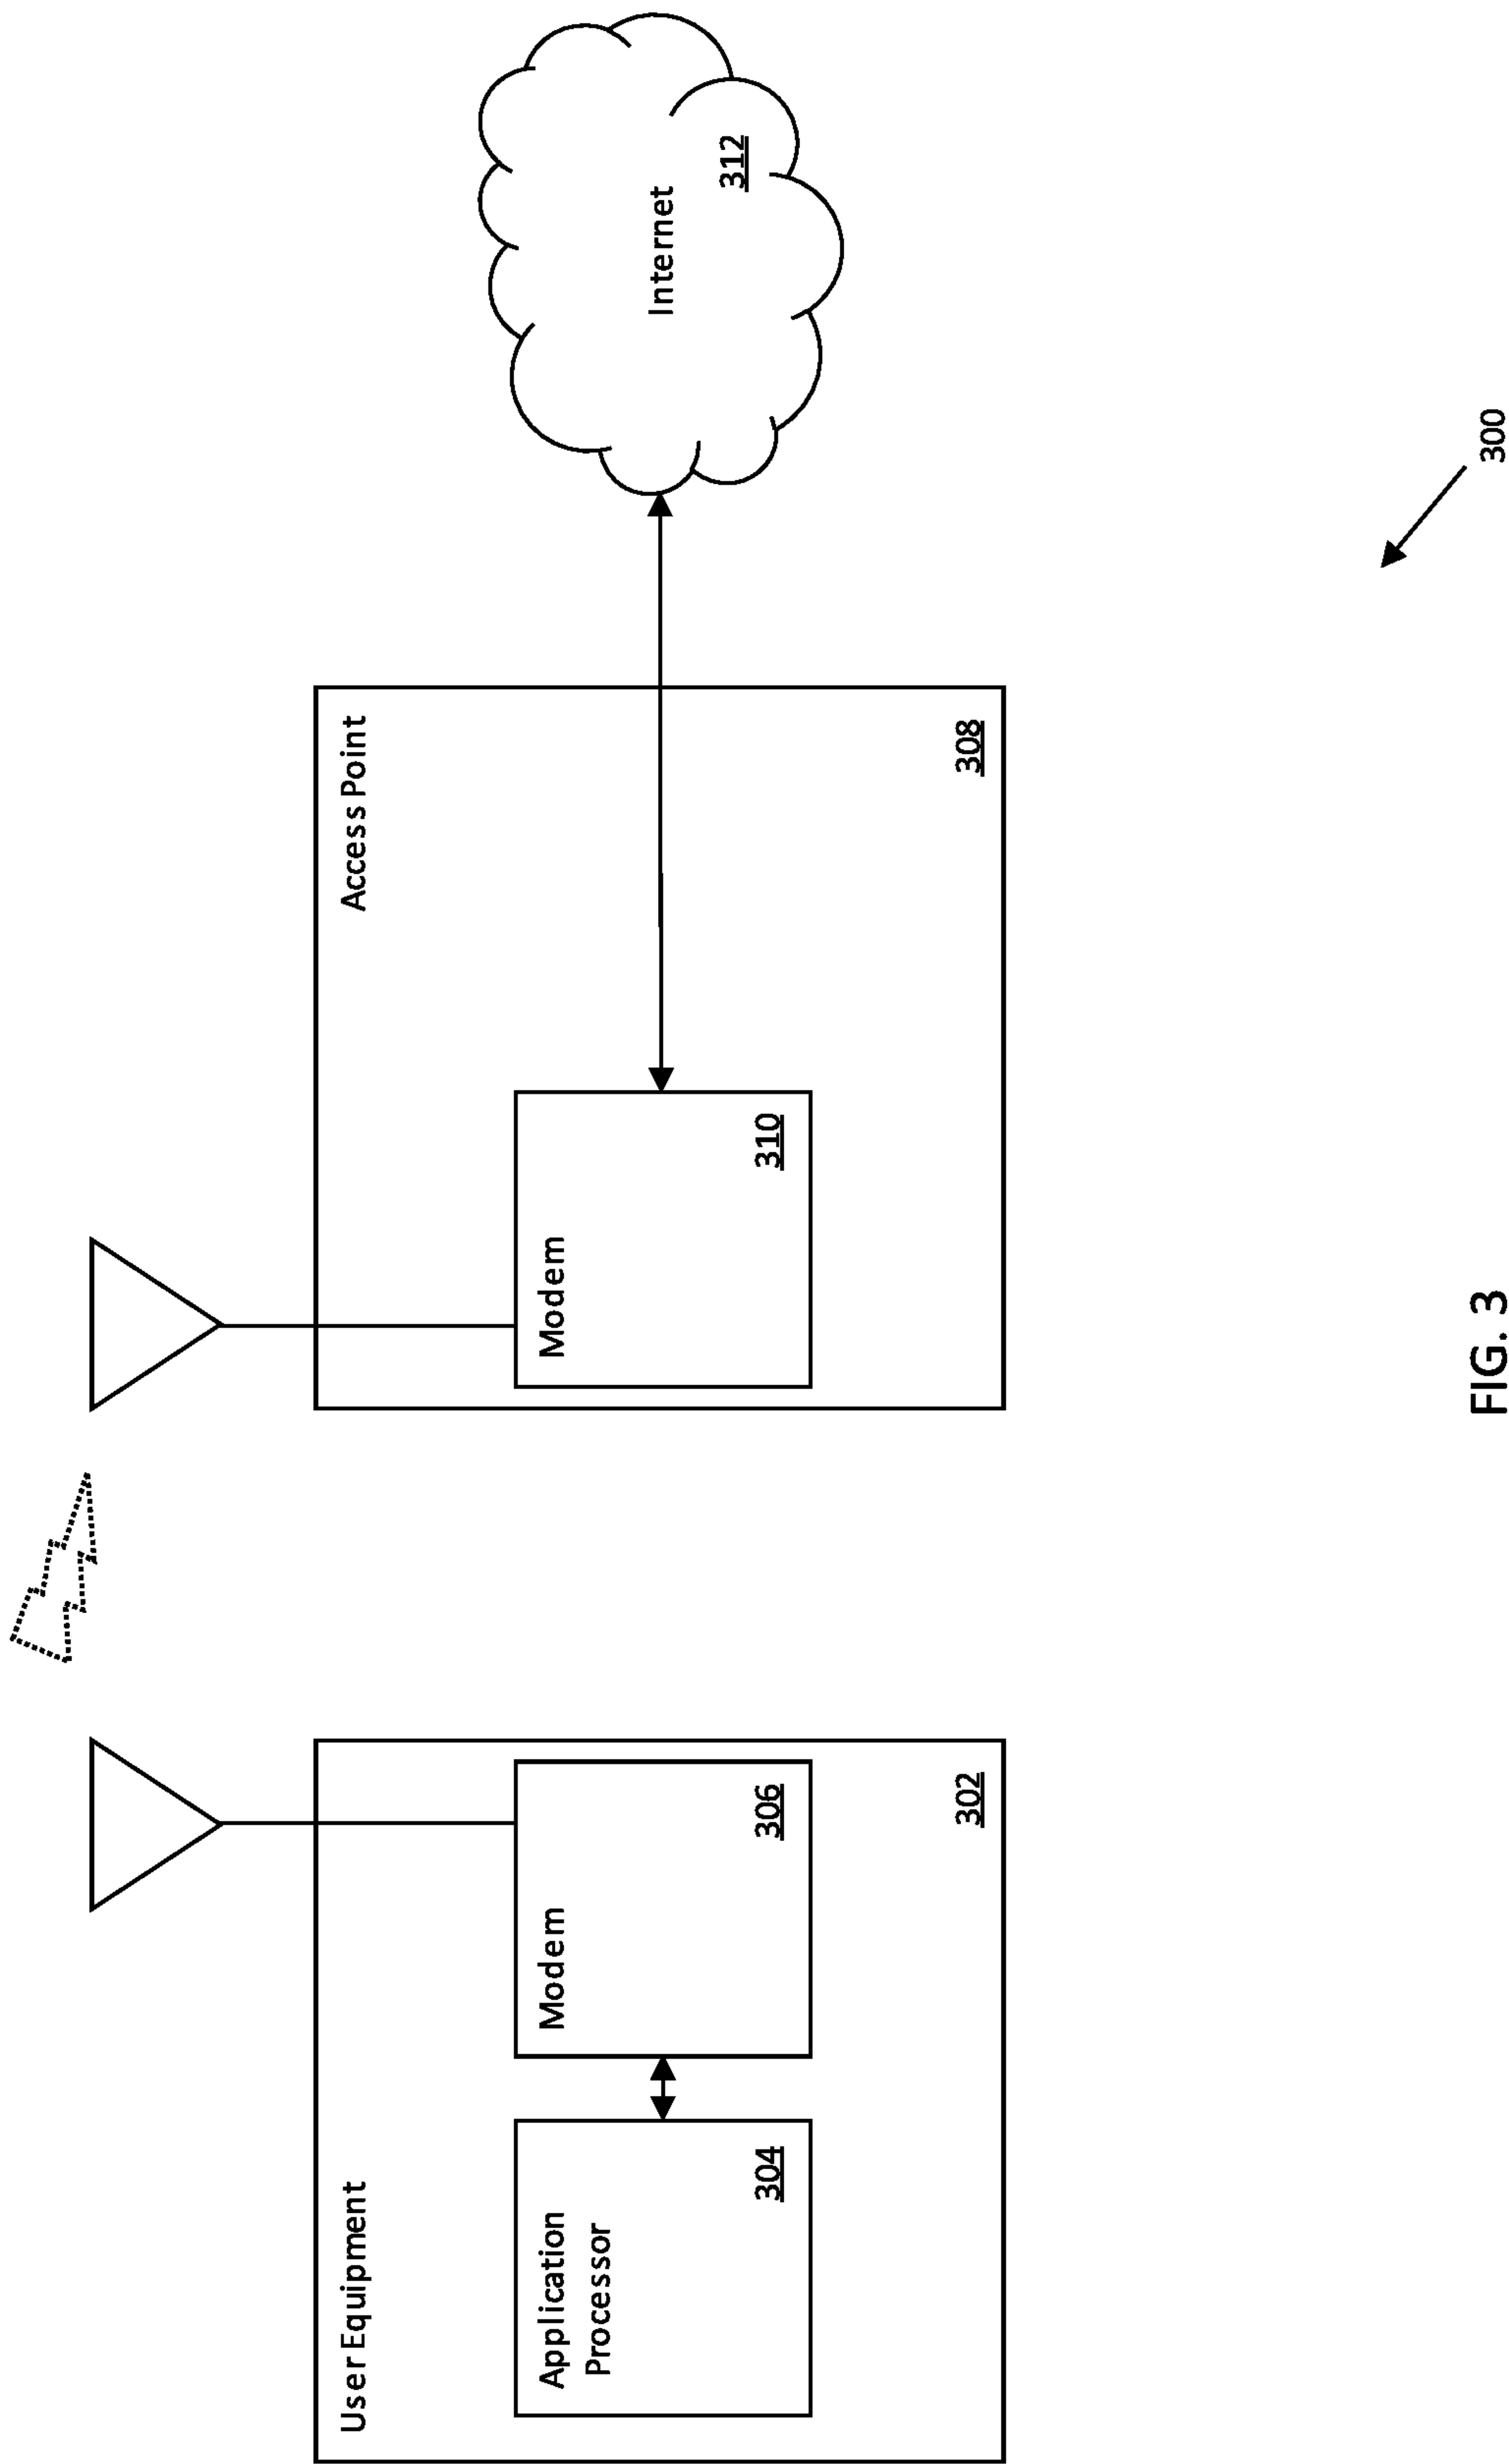 User Equipment
Application
Processor
304
Modem
306
302
Access Point
Modem
310
308
Internet
312
300
FIG. 3